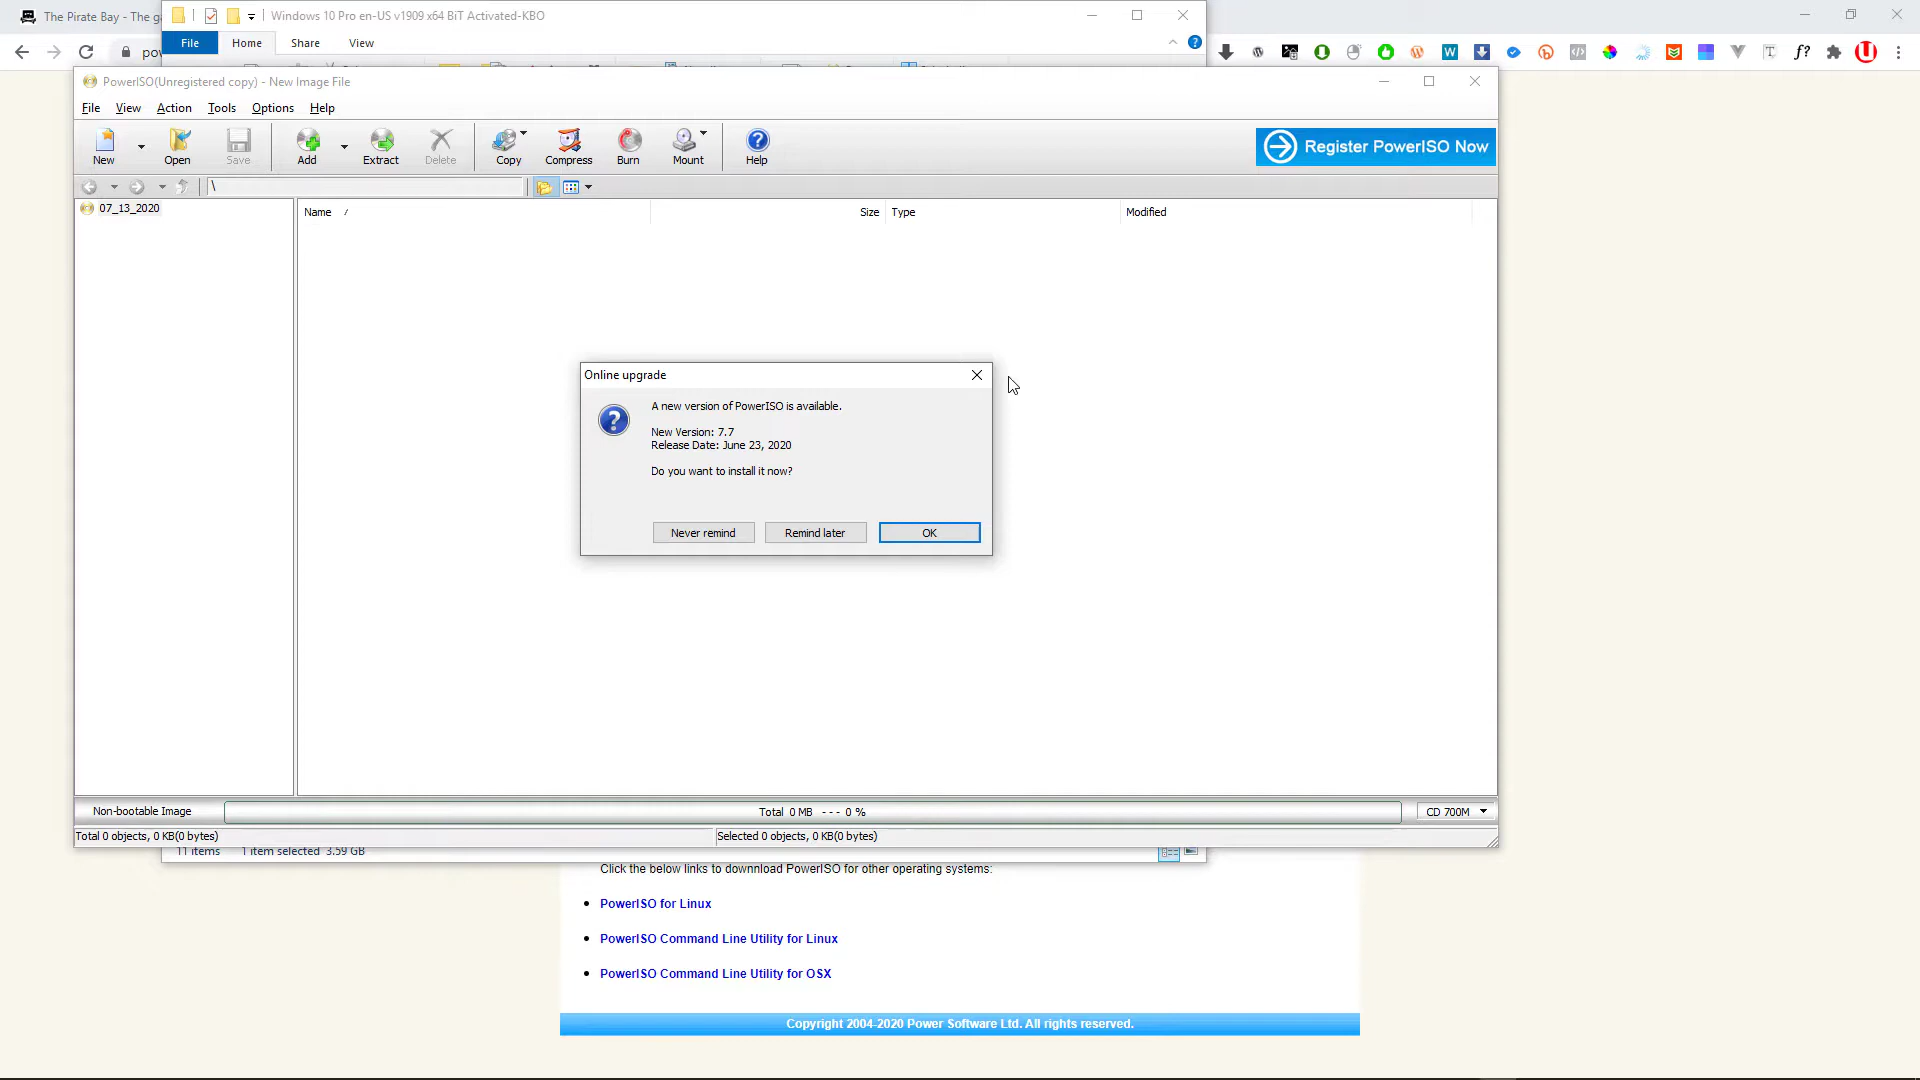 The Pirate Bay - The g
Windows 10 Pro en-US v1909 x64 BiT Activated-KBO
File Home Share View
PowerISO(Unregistered copy) - New Image File
File View Action Tools Options Help
New Open Save Add Extract Delete Copy Compress Burn Mount Help
Register PowerISO Now
\
07_13_2020
Name / Size Type Modified
Online upgrade
A new version of PowerISO is available.
New Version: 7.7
Release Date: June 23, 2020
Do you want to install it now?
Never remind Remind later OK
Non-bootable Image Total 0 MB --- 0 % CD 700M
Total 0 objects, 0 KB(0 bytes) Selected 0 objects, 0 KB(0 bytes)
11 items 1 item selected 3.59 GB
Click the below links to downnload PowerISO for other operating systems:
PowerISO for Linux
PowerISO Command Line Utility for Linux
PowerISO Command Line Utility for OSX
Copyright 2004-2020 Power Software Ltd. All rights reserved.